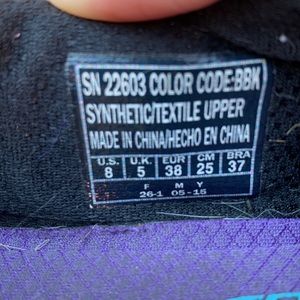 SN 22603 COLOR CODE:BBK
SYNTHETIC/TEXTILE UPPER
MADE IN CHINA/HECHO EN CHINA
U.S. U.K. EUR CM BRA
8 5 38 25 37
F M Y
26-1 05-15